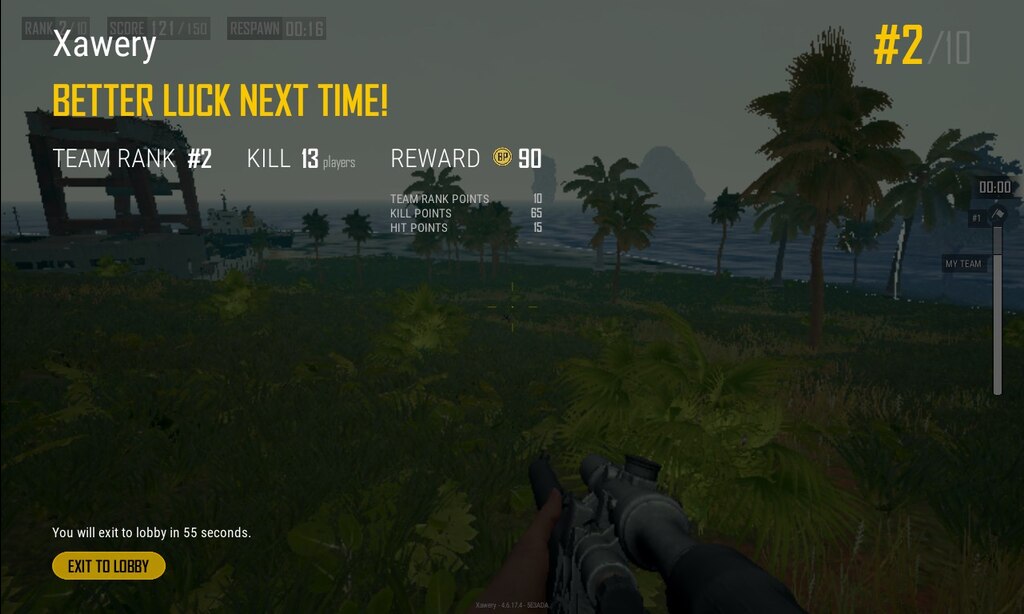 RANK 2/10 SCORE 121/150 RESPAWN 00:16
Xawery
#2/10
BETTER LUCK NEXT TIME!
TEAM RANK #2 KILL 13 players REWARD BP 90
TEAM RANK POINTS 10
KILL POINTS 65
HIT POINTS 15
00:00
#1
MY TEAM
You will exit to lobby in 55 seconds.
EXIT TO LOBBY